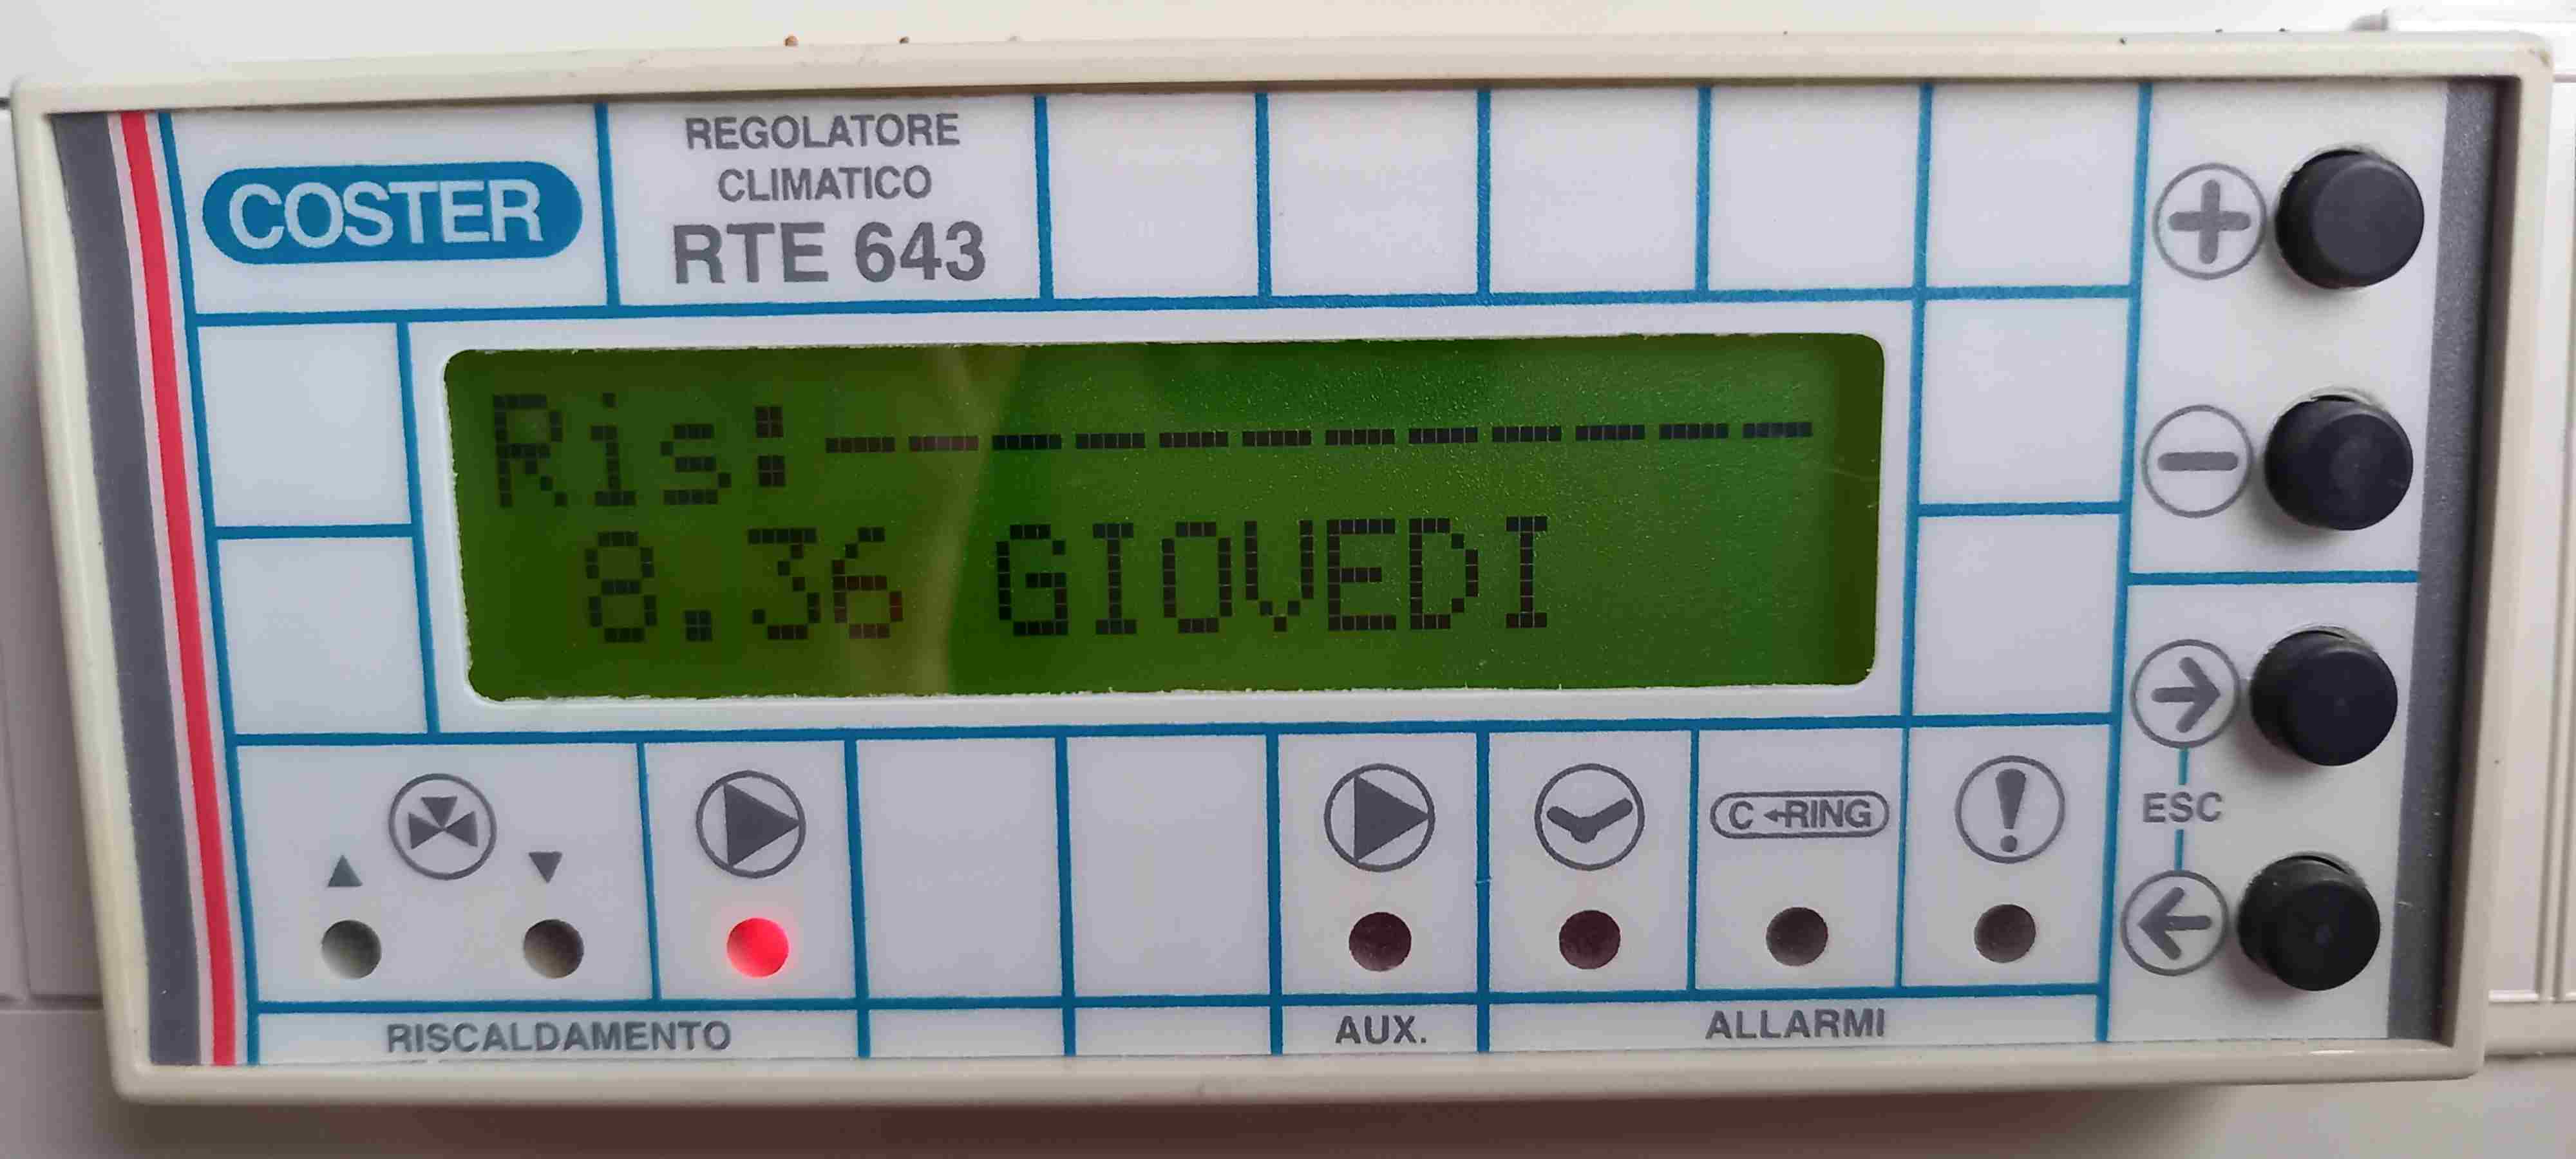 COSTER
REGOLATORE
CLIMATICO
RTE 643
Ris:------------
8.36 GIOVEDI
C RING
ESC
RISCALDAMENTO
AUX.
ALLARMI